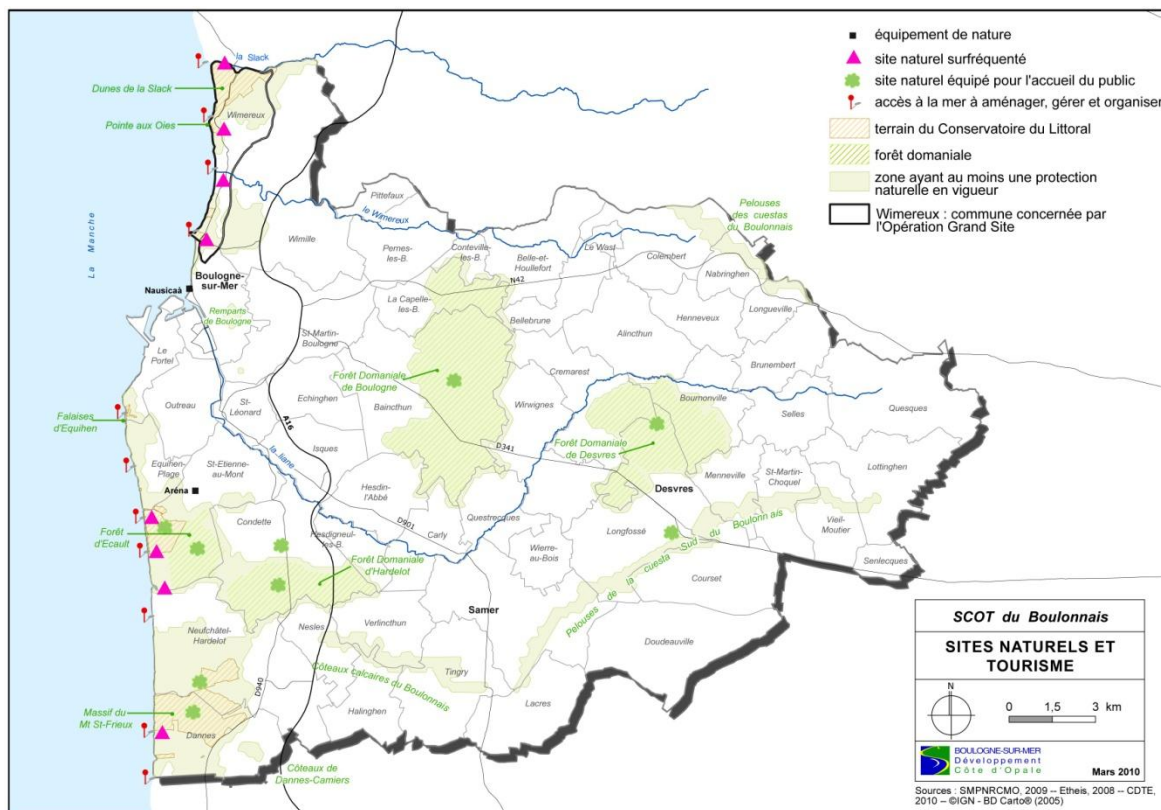 équipement de nature
site naturel surfréquenté
site naturel équipé pour l'accueil du public
accès à la mer à aménager, gérer et organiser
terrain du Conservatoire du Littoral
forêt domaniale
zone ayant au moins une protection
naturelle en vigueur
Wimereux : commune concernée par
l'Opération Grand Site
la Slack
Dunes de la Slack
Wimereux
Pointe aux Oies
La Manche
Pittefaux
le Wimereux
Pelouses
des cuestas
du Boulonnais
Wimille
Pernes-
les-B.
Conteville-
les-B.
Belle-et-
Houllefort
Le Wast
Colembert
Nabringhen
Boulogne-
sur-Mer
Nausicaà
N42
La Capelle-
les-B.
Bellebrune
Henneveux
Longueville
Remparts
de Boulogne
St-Martin-
Boulogne
Alincthun
Le
Portel
Brunembert
Forêt Domaniale
de Boulogne
Cremarest
Outreau
St-
Léonard
Echinghen
A16
Baincthun
Wirwignes
Bournonville
Selles
Quesques
Falaises
d'Equihen
Isques
la liane
D341
Forêt Domaniale
de Desvres
Equihen-
Plage
St-Etienne-
au-Mont
Menneville
St-Martin-
Choquel
Lottinghen
Aréna
Hesdin-
l'Abbé
Desvres
Condette
Questrecques
D901
Carly
Longfossé
Vieil-
Moutier
Forêt
d'Ecault
Hesdigneul-
les-B.
Wierre-
au-Bois
Senlecques
Forêt Domaniale
d'Hardelot
Pelouses de la cuesta Sud du Boulonnais
Courset
Samer
Neufchâtel-
Hardelot
Nesles
Verlincthun
Doudeauville
Tingry
Côteaux calcaires du Boulonnais
D940
Halinghen
Lacres
Massif du
Mt St-Frieux
Dannes
Côteaux de
Dannes-Camiers
SCOT du Boulonnais
SITES NATURELS ET
TOURISME
N
0 1,5 3 km
BOULOGNE-SUR-MER
Développement
Côte d'Opale
Mars 2010
Sources : SMPNRCMO, 2009 -- Etheis, 2008 -- CDTE,
2010 -- ©IGN - BD Carto® (2005)